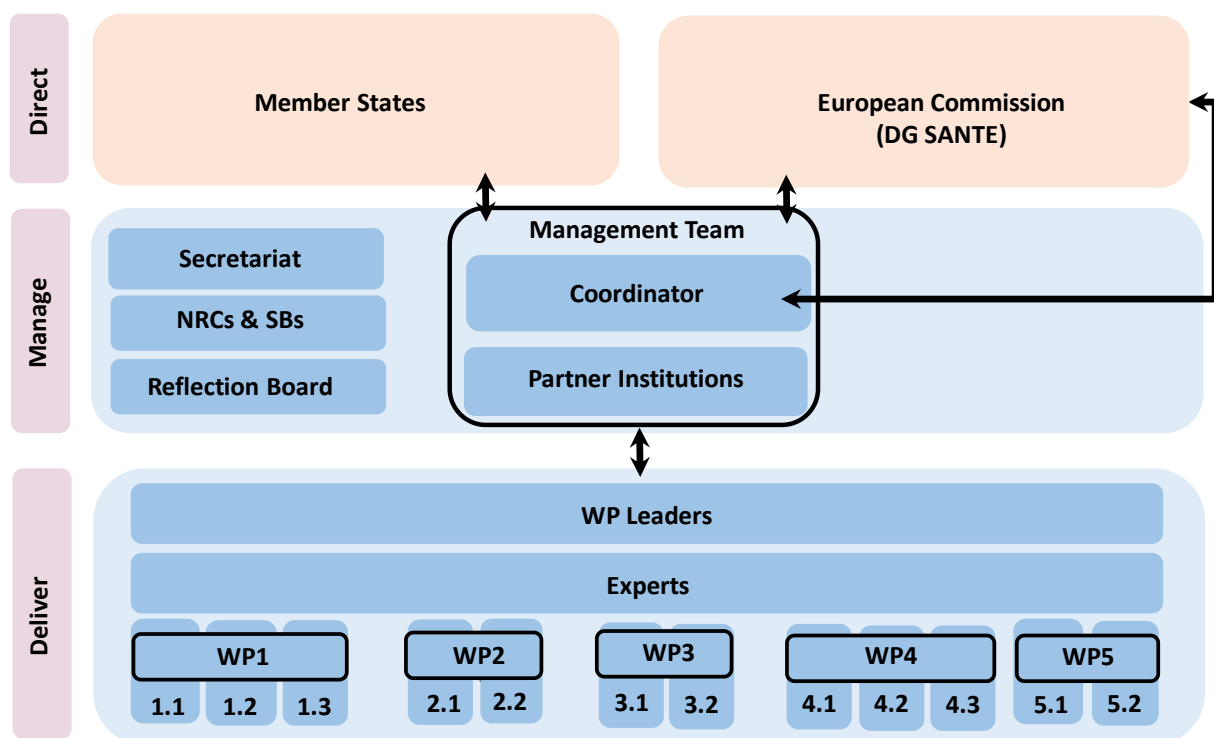 Direct
Member States
European Commission
(DG SANTE)
Manage
Secretariat
NRCs & SBs
Reflection Board
Management Team
Coordinator
Partner Institutions
Deliver
WP Leaders
Experts
WP1
WP2
WP3
WP4
WP5
1.1 1.2 1.3
2.1 2.2
3.1 3.2
4.1 4.2 4.3
5.1 5.2